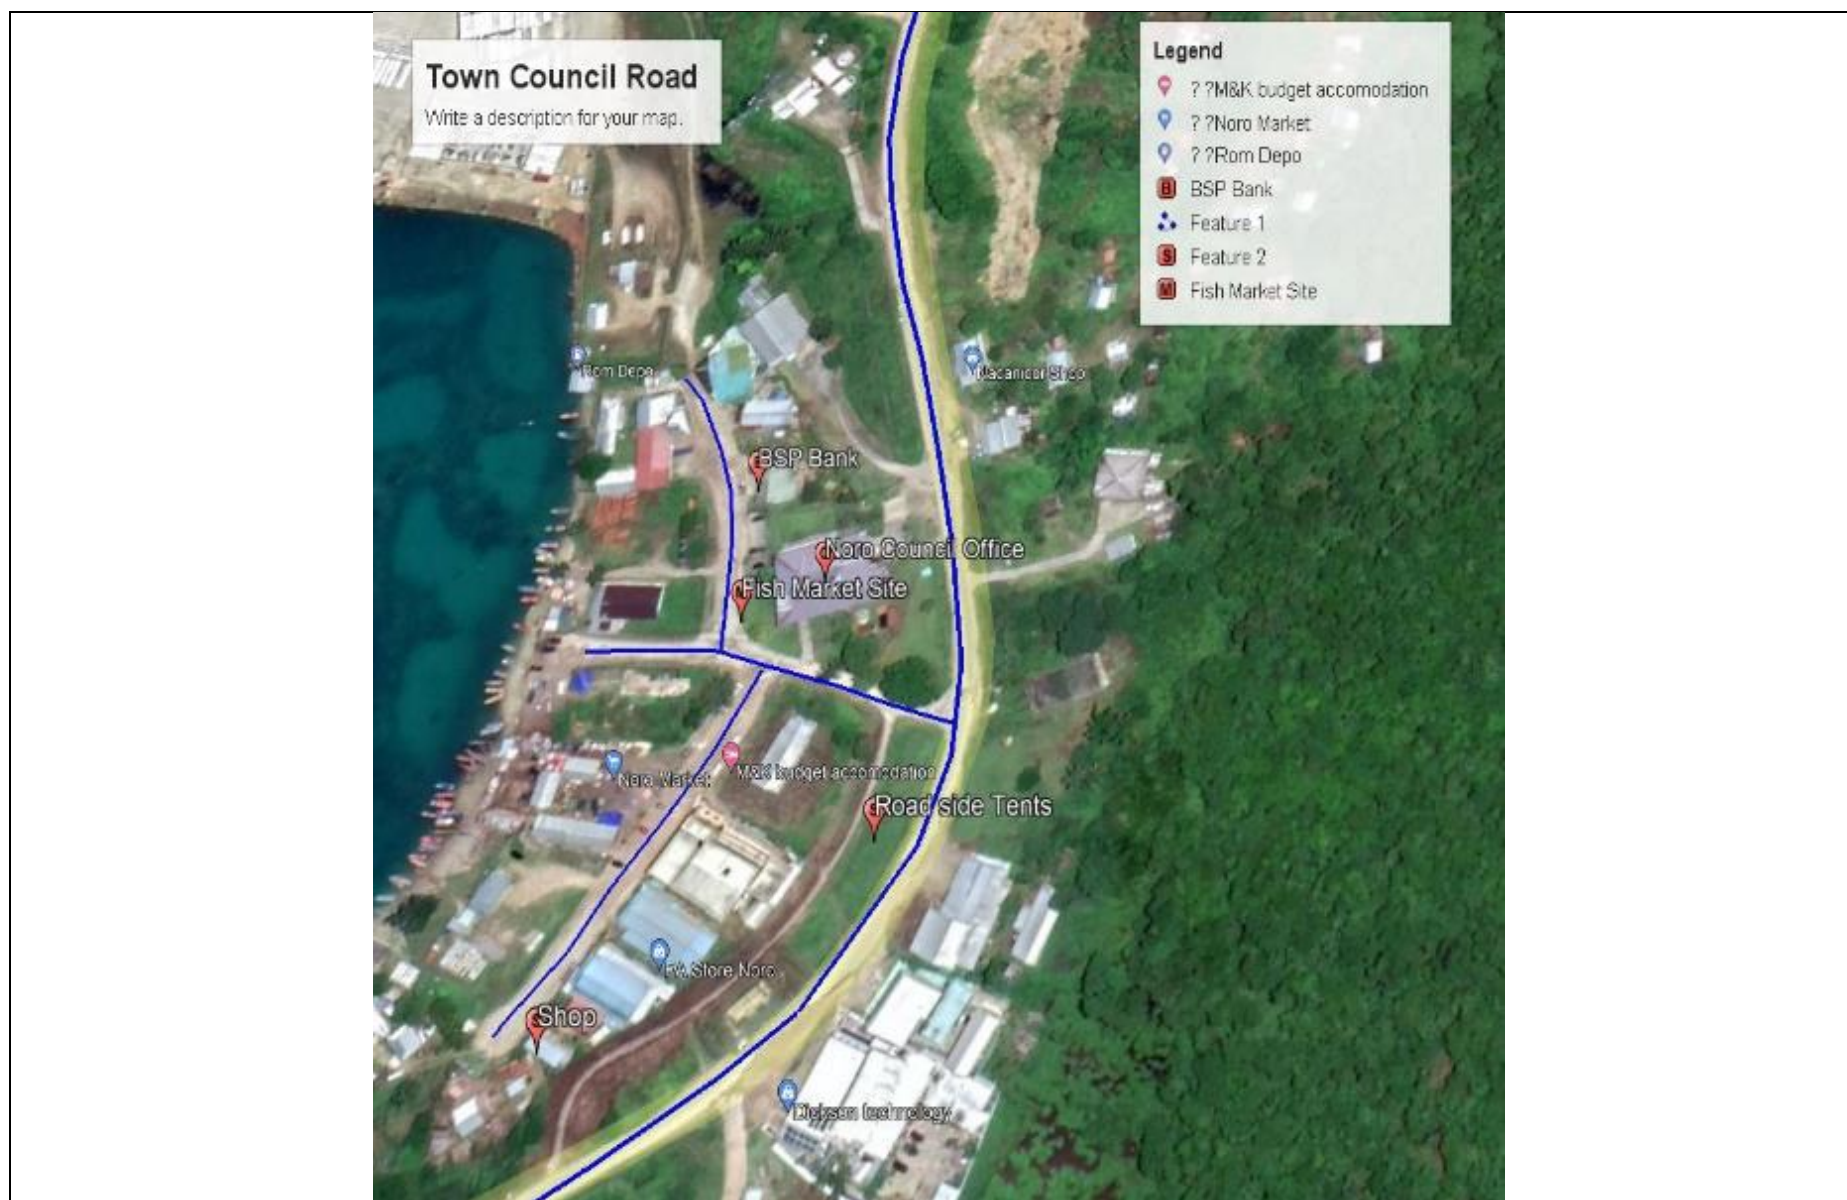 Town Council Road
Write a description for your map.
Legend
? ?M&K budget accomodation
? ?Noro Market
? ?Rom Depo
B BSP Bank
Feature 1
S Feature 2
M Fish Market Site
Rom Depo
Shop
BSP Bank
Noro Council Office
Fish Market Site
Noro Market
M&K budget accomodation
Road side Tents
Store Noro
Shop
Dickson technology